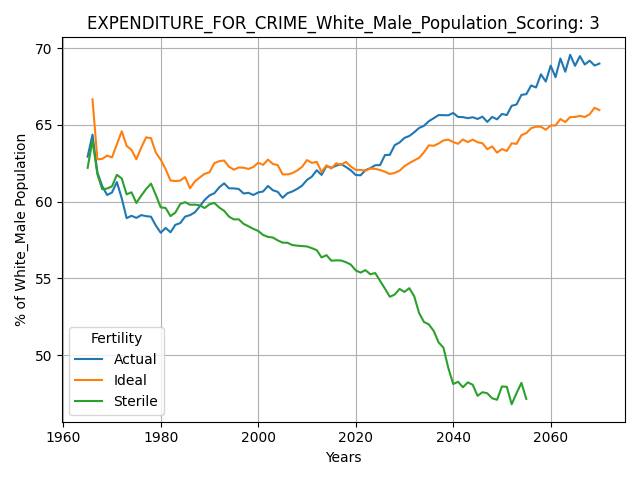 EXPENDITURE_FOR_CRIME_White_Male_Population_Scoring: 3
% of White_Male Population
70
65
60
55
50
Fertility
Actual
Ideal
Sterile
1960 1980 2000 2020 2040 2060
Years